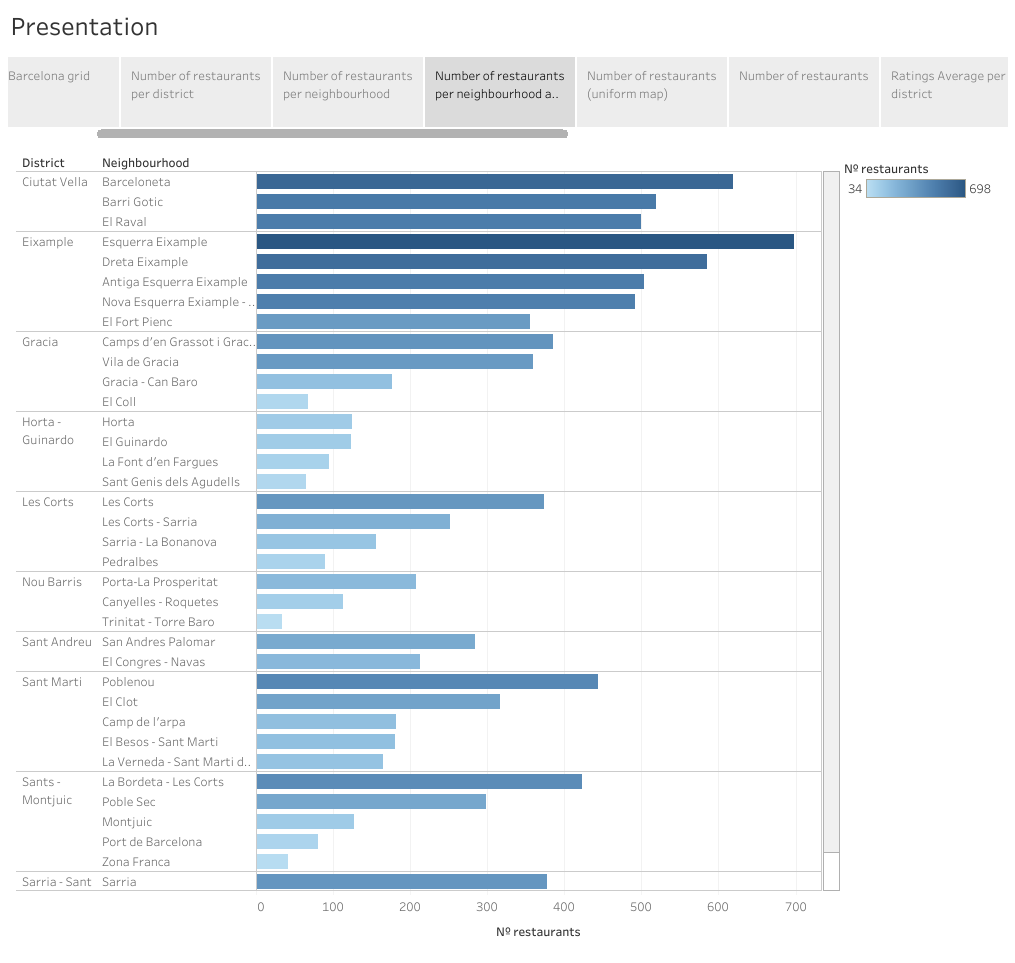 Presentation
Barcelona grid
Number of restaurants
per district
Number of restaurants
per neighbourhood
Number of restaurants
per neighbourhood a..
Number of restaurants
(uniform map)
Number of restaurants
Ratings Average per
district
District Neighbourhood
Nº restaurants
34 698
Ciutat Vella Barceloneta
Barri Gotic
El Raval
Eixample Esquerra Eixample
Dreta Eixample
Antiga Esquerra Eixample
Nova Esquerra Exiample - ..
El Fort Pienc
Gracia Camps d'en Grassot i Grac..
Vila de Gracia
Gracia - Can Baro
El Coll
Horta - Horta
Guinardo El Guinardo
La Font d'en Fargues
Sant Genis dels Agudells
Les Corts Les Corts
Les Corts - Sarria
Sarria - La Bonanova
Pedralbes
Nou Barris Porta-La Prosperitat
Canyelles - Roquetes
Trinitat - Torre Baro
Sant Andreu San Andres Palomar
El Congres - Navas
Sant Marti Poblenou
El Clot
Camp de l'arpa
El Besos - Sant Marti
La Verneda - Sant Marti d..
Sants - La Bordeta - Les Corts
Montjuic Poble Sec
Montjuic
Port de Barcelona
Zona Franca
Sarria - Sant Sarria
0 100 200 300 400 500 600 700
Nº restaurants